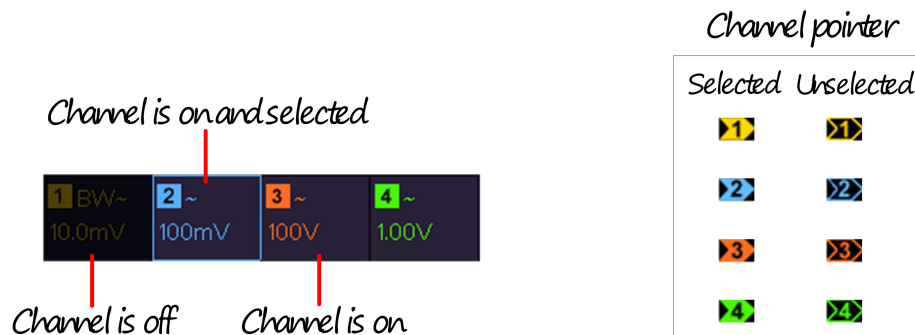 Channel pointer
Selected Unselected
1 1
2 2
3 3
4 4
Channel is on and selected
1 BW~ 2 ~ 3 ~ 4 ~
10.0mV 100mV 100V 1.00V
Channel is off Channel is on